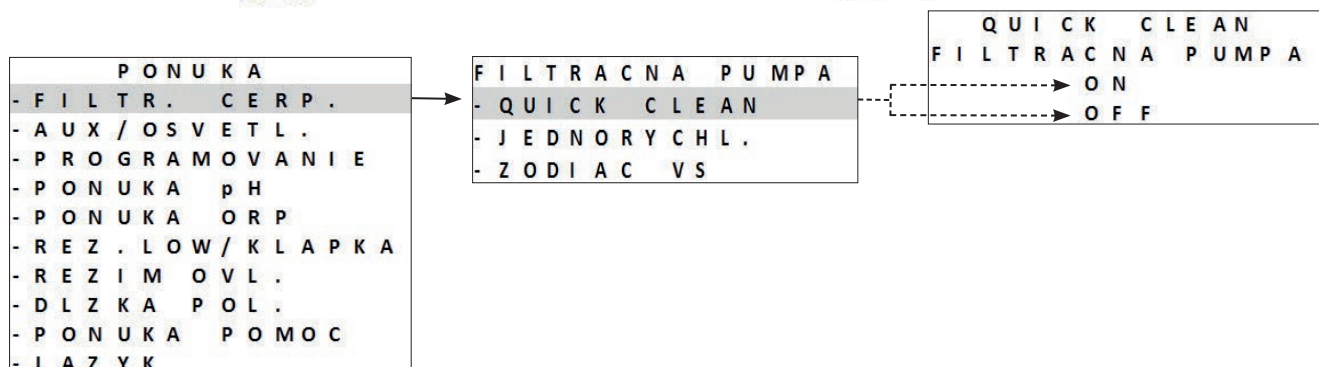 PONUKA
- FILTR. CERP.
- AUX/OSVETL.
- PROGRAMOVANIE
- PONUKA pH
- PONUKA ORP
- REZ.LOW/KLAPKA
- REZIM OVL.
- DLZKA POL.
- PONUKA POMOC
- JAZYK
FILTRACNA PUMPA
- QUICK CLEAN
- JEDNORYCHL.
- ZODIAC VS
QUICK CLEAN
FILTRACNA PUMPA
ON
OFF